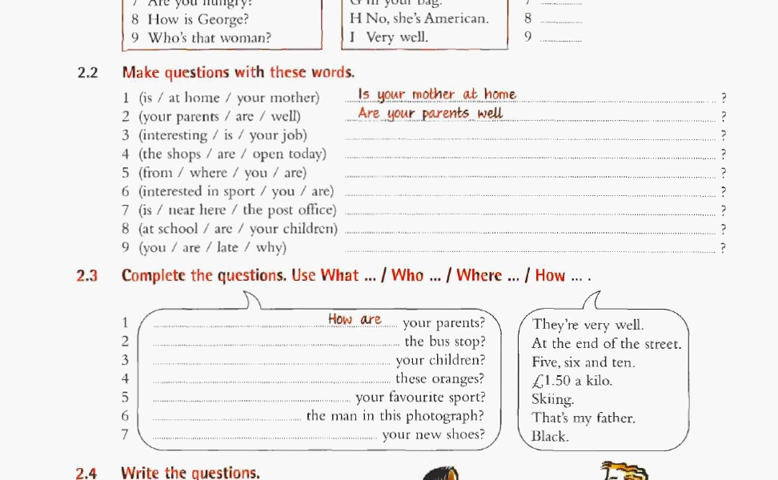 7 Are you hungry?
G In your bag.
7
8 How is George?
H No, she's American.
8
9 Who's that woman?
I Very well.
9
2.2 Make questions with these words.
1 (is / at home / your mother) Is your mother at home ?
2 (your parents / are / well) Are your parents well ?
3 (interesting / is / your job) ?
4 (the shops / are / open today) ?
5 (from / where / you / are) ?
6 (interested in sport / you / are) ?
7 (is / near here / the post office) ?
8 (at school / are / your children) ?
9 (you / are / late / why) ?
2.3 Complete the questions. Use What ... / Who ... / Where ... / How ... .
1 How are your parents? They're very well.
2 the bus stop? At the end of the street.
3 your children? Five, six and ten.
4 these oranges? £1.50 a kilo.
5 your favourite sport? Skiing.
6 the man in this photograph? That's my father.
7 your new shoes? Black.
2.4 Write the questions.